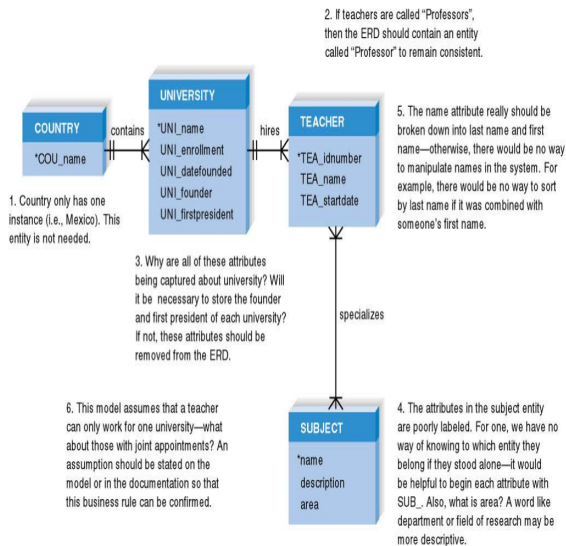 2. If teachers are called “Professors”,
then the ERD should contain an entity
called “Professor” to remain consistent.
UNIVERSITY
*UNI_name
UNI_enrollment
UNI_datefounded
UNI_founder
UNI_firstpresident
COUNTRY
*COU_name
contains
hires
TEACHER
*TEA_idnumber
TEA_name
TEA_startdate
5. The name attribute really should be
broken down into last name and first
name—otherwise, there would be no way
to manipulate names in the system. For
example, there would be no way to sort
by last name if it was combined with
someone’s first name.
1. Country only has one
instance (i.e., Mexico). This
entity is not needed.
3. Why are all of these attributes
being captured about university? Will
it be necessary to store the founder
and first president of each university?
If not, these attributes should be
removed from the ERD.
specializes
6. This model assumes that a teacher
can only work for one university—what
about those with joint appointments? An
assumption should be stated on the
model or in the documentation so that
this business rule can be confirmed.
SUBJECT
*name
description
area
4. The attributes in the subject entity
are poorly labeled. For one, we have no
way of knowing to which entity they
belong if they stood alone—it would
be helpful to begin each attribute with
SUB_. Also, what is area? A word like
department or field of research may be
more descriptive.